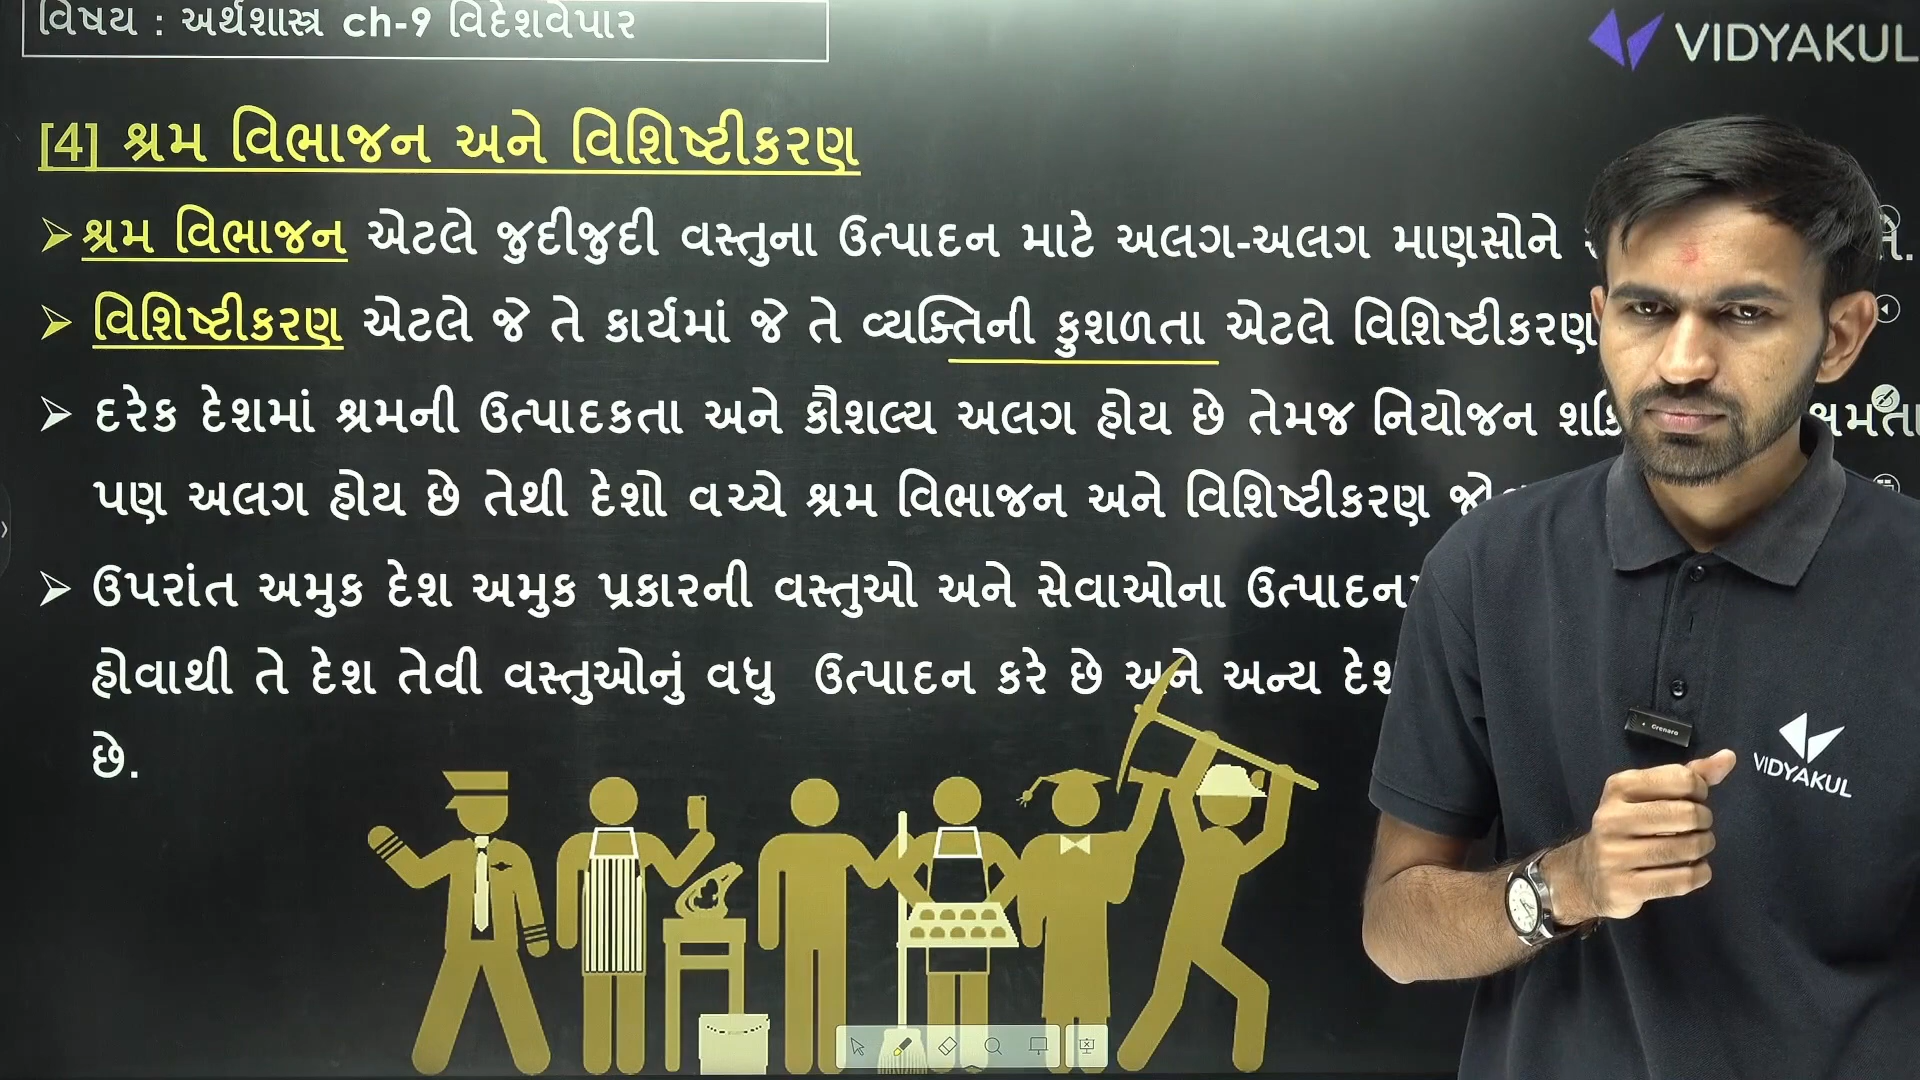 વિષય : અર્થશાસ્ત્ર ch-9 વિદેશવેપાર
VIDYAKUL
[4] શ્રમ વિભાજન અને વિશિષ્ટીકરણ
➢ શ્રમ વિભાજન એટલે જુદીજુદી વસ્તુના ઉત્પાદન માટે અલગ-અલગ માણસોને
➢ વિશિષ્ટીકરણ એટલે જે તે કાર્યમાં જે તે વ્યક્તિની કુશળતા એટલે વિશિષ્ટીકરણ
➢ દરેક દેશમાં શ્રમની ઉત્પાદકતા અને કૌશલ્ય અલગ હોય છે તેમજ નિયોજન
પણ અલગ હોય છે તેથી દેશો વચ્ચે શ્રમ વિભાજન અને વિશિષ્ટીકરણ
➢ ઉપરાંત અમુક દેશ અમુક પ્રકારની વસ્તુઓ અને સેવાઓના
હોવાથી તે દેશ તેવી વસ્તુઓનું વધુ ઉત્પાદન કરે છે અને અન્ય
છે.
Grenaro
VIDYAKUL